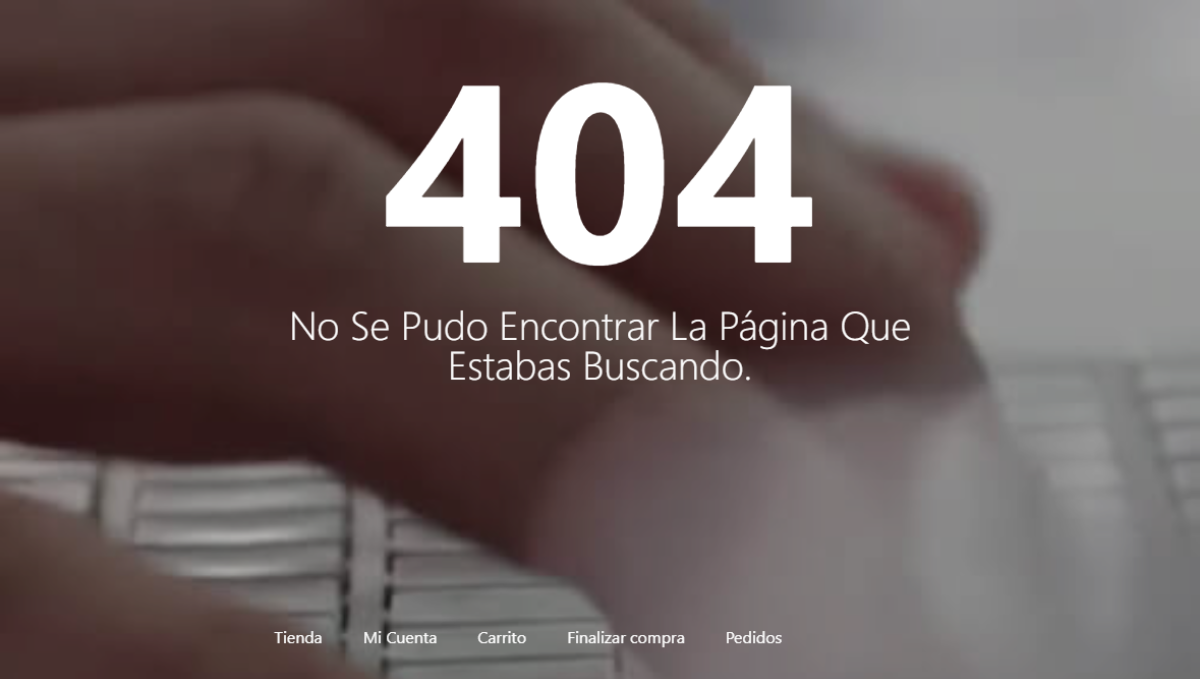 404
No Se Pudo Encontrar La Página Que
Estabas Buscando.
Tienda Mi Cuenta Carrito Finalizar compra Pedidos